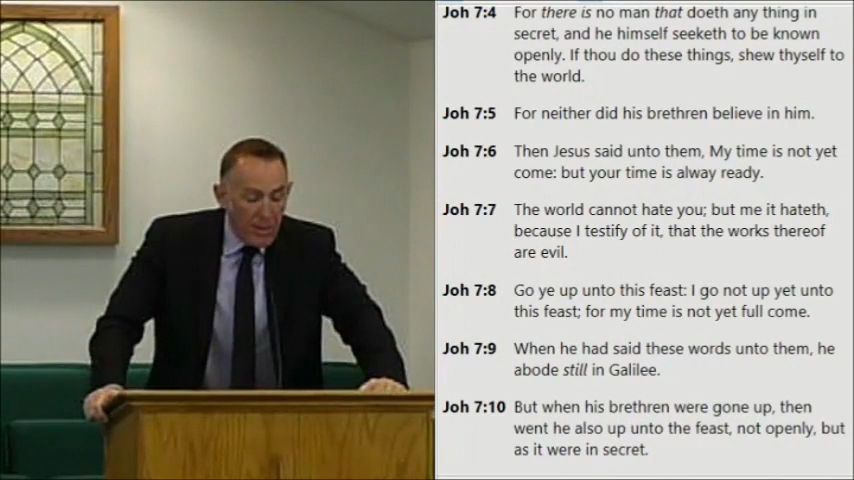 Joh 7:4 For there is no man that doeth any thing in
secret, and he himself seeketh to be known
openly. If thou do these things, shew thyself to
the world.
Joh 7:5 For neither did his brethren believe in him.
Joh 7:6 Then Jesus said unto them, My time is not yet
come: but your time is alway ready.
Joh 7:7 The world cannot hate you; but me it hateth,
because I testify of it, that the works thereof
are evil.
Joh 7:8 Go ye up unto this feast: I go not up yet unto
this feast; for my time is not yet full come.
Joh 7:9 When he had said these words unto them, he
abode still in Galilee.
Joh 7:10 But when his brethren were gone up, then
went he also up unto the feast, not openly, but
as it were in secret.